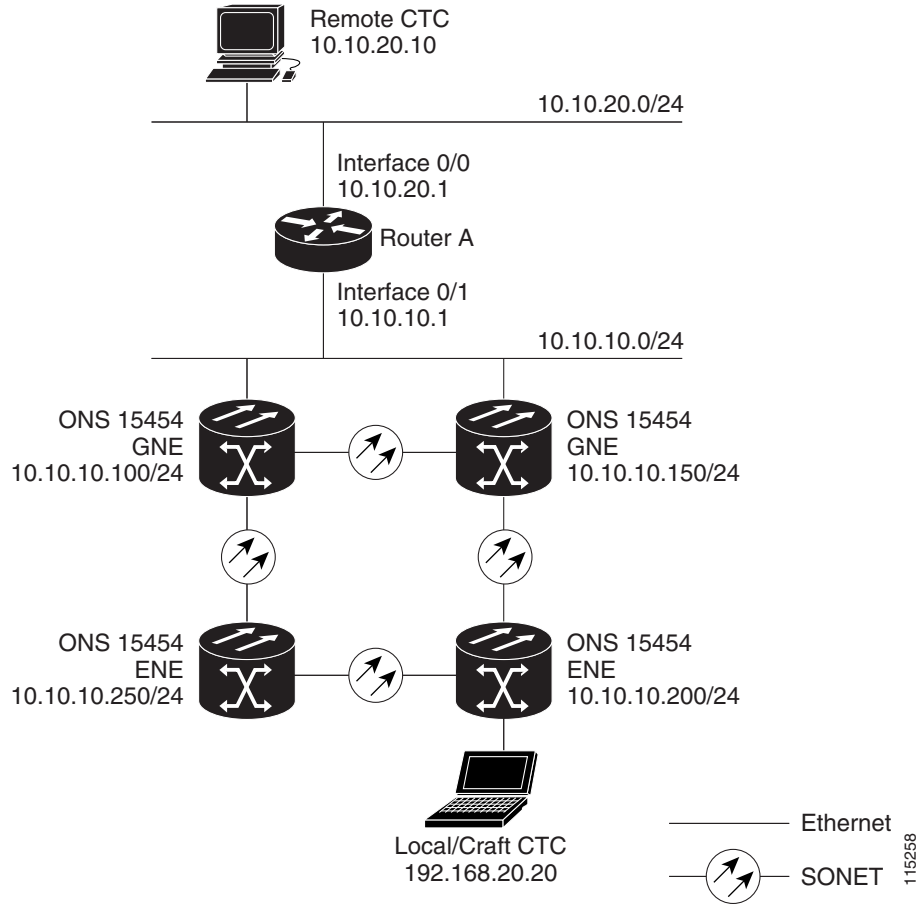 Remote CTC
10.10.20.10
10.10.20.0/24
Interface 0/0
10.10.20.1
Router A
Interface 0/1
10.10.10.1
10.10.10.0/24
ONS 15454
GNE
10.10.10.100/24
ONS 15454
GNE
10.10.10.150/24
ONS 15454
ENE
10.10.10.250/24
ONS 15454
ENE
10.10.10.200/24
Local/Craft CTC
192.168.20.20
Ethernet
SONET
115258